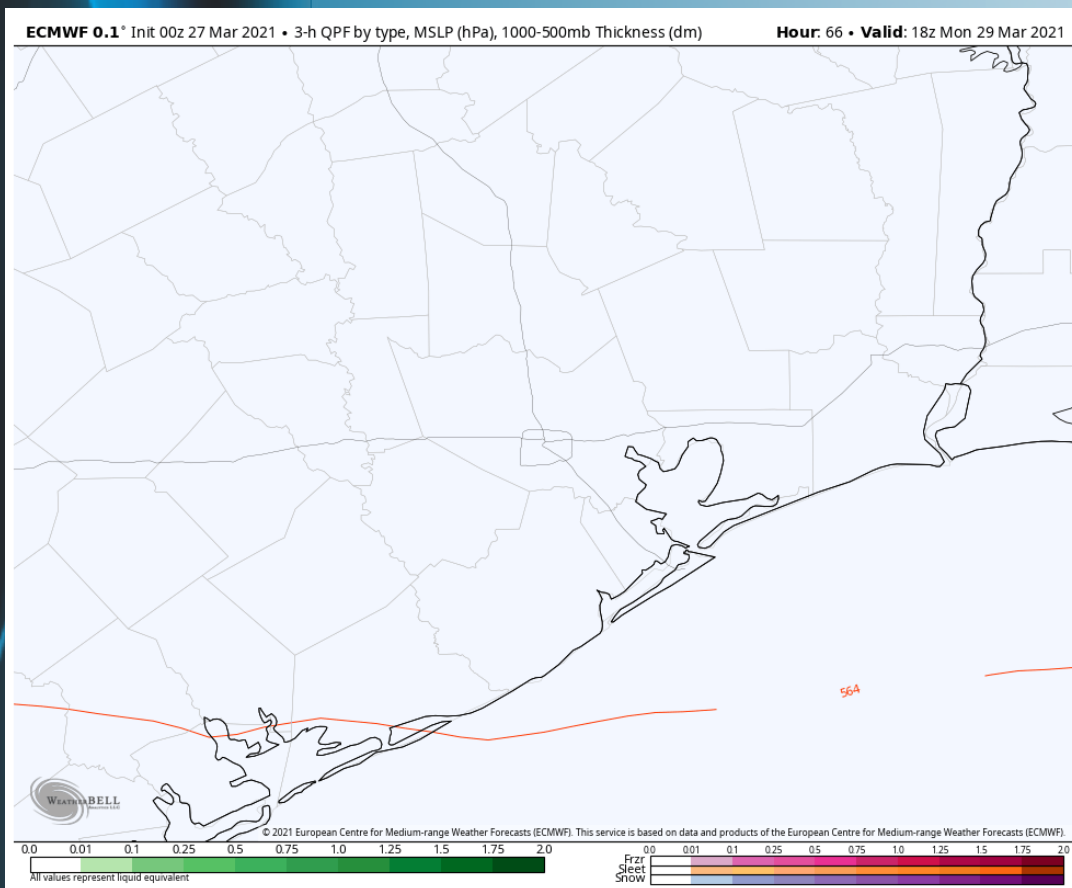 ECMWF 0.1° Init 00z 27 Mar 2021 • 3-h QPF by type, MSLP (hPa), 1000-500mb Thickness (dm) Hour: 66 • Valid: 18z Mon 29 Mar 2021
564
WEATHERBELL
© 2021 European Centre for Medium-range Weather Forecasts (ECMWF). This service is based on data and products of the European Centre for Medium-range Weather Forecasts (ECMWF).
0.0 0.01 0.1 0.25 0.5 0.75 1.0 1.25 1.5 1.75 2.0
All values represent liquid equivalent
0.0 0.01 0.1 0.25 0.5 0.75 1.0 1.25 1.5 1.75 2.0
Frzr
Sleet
Snow